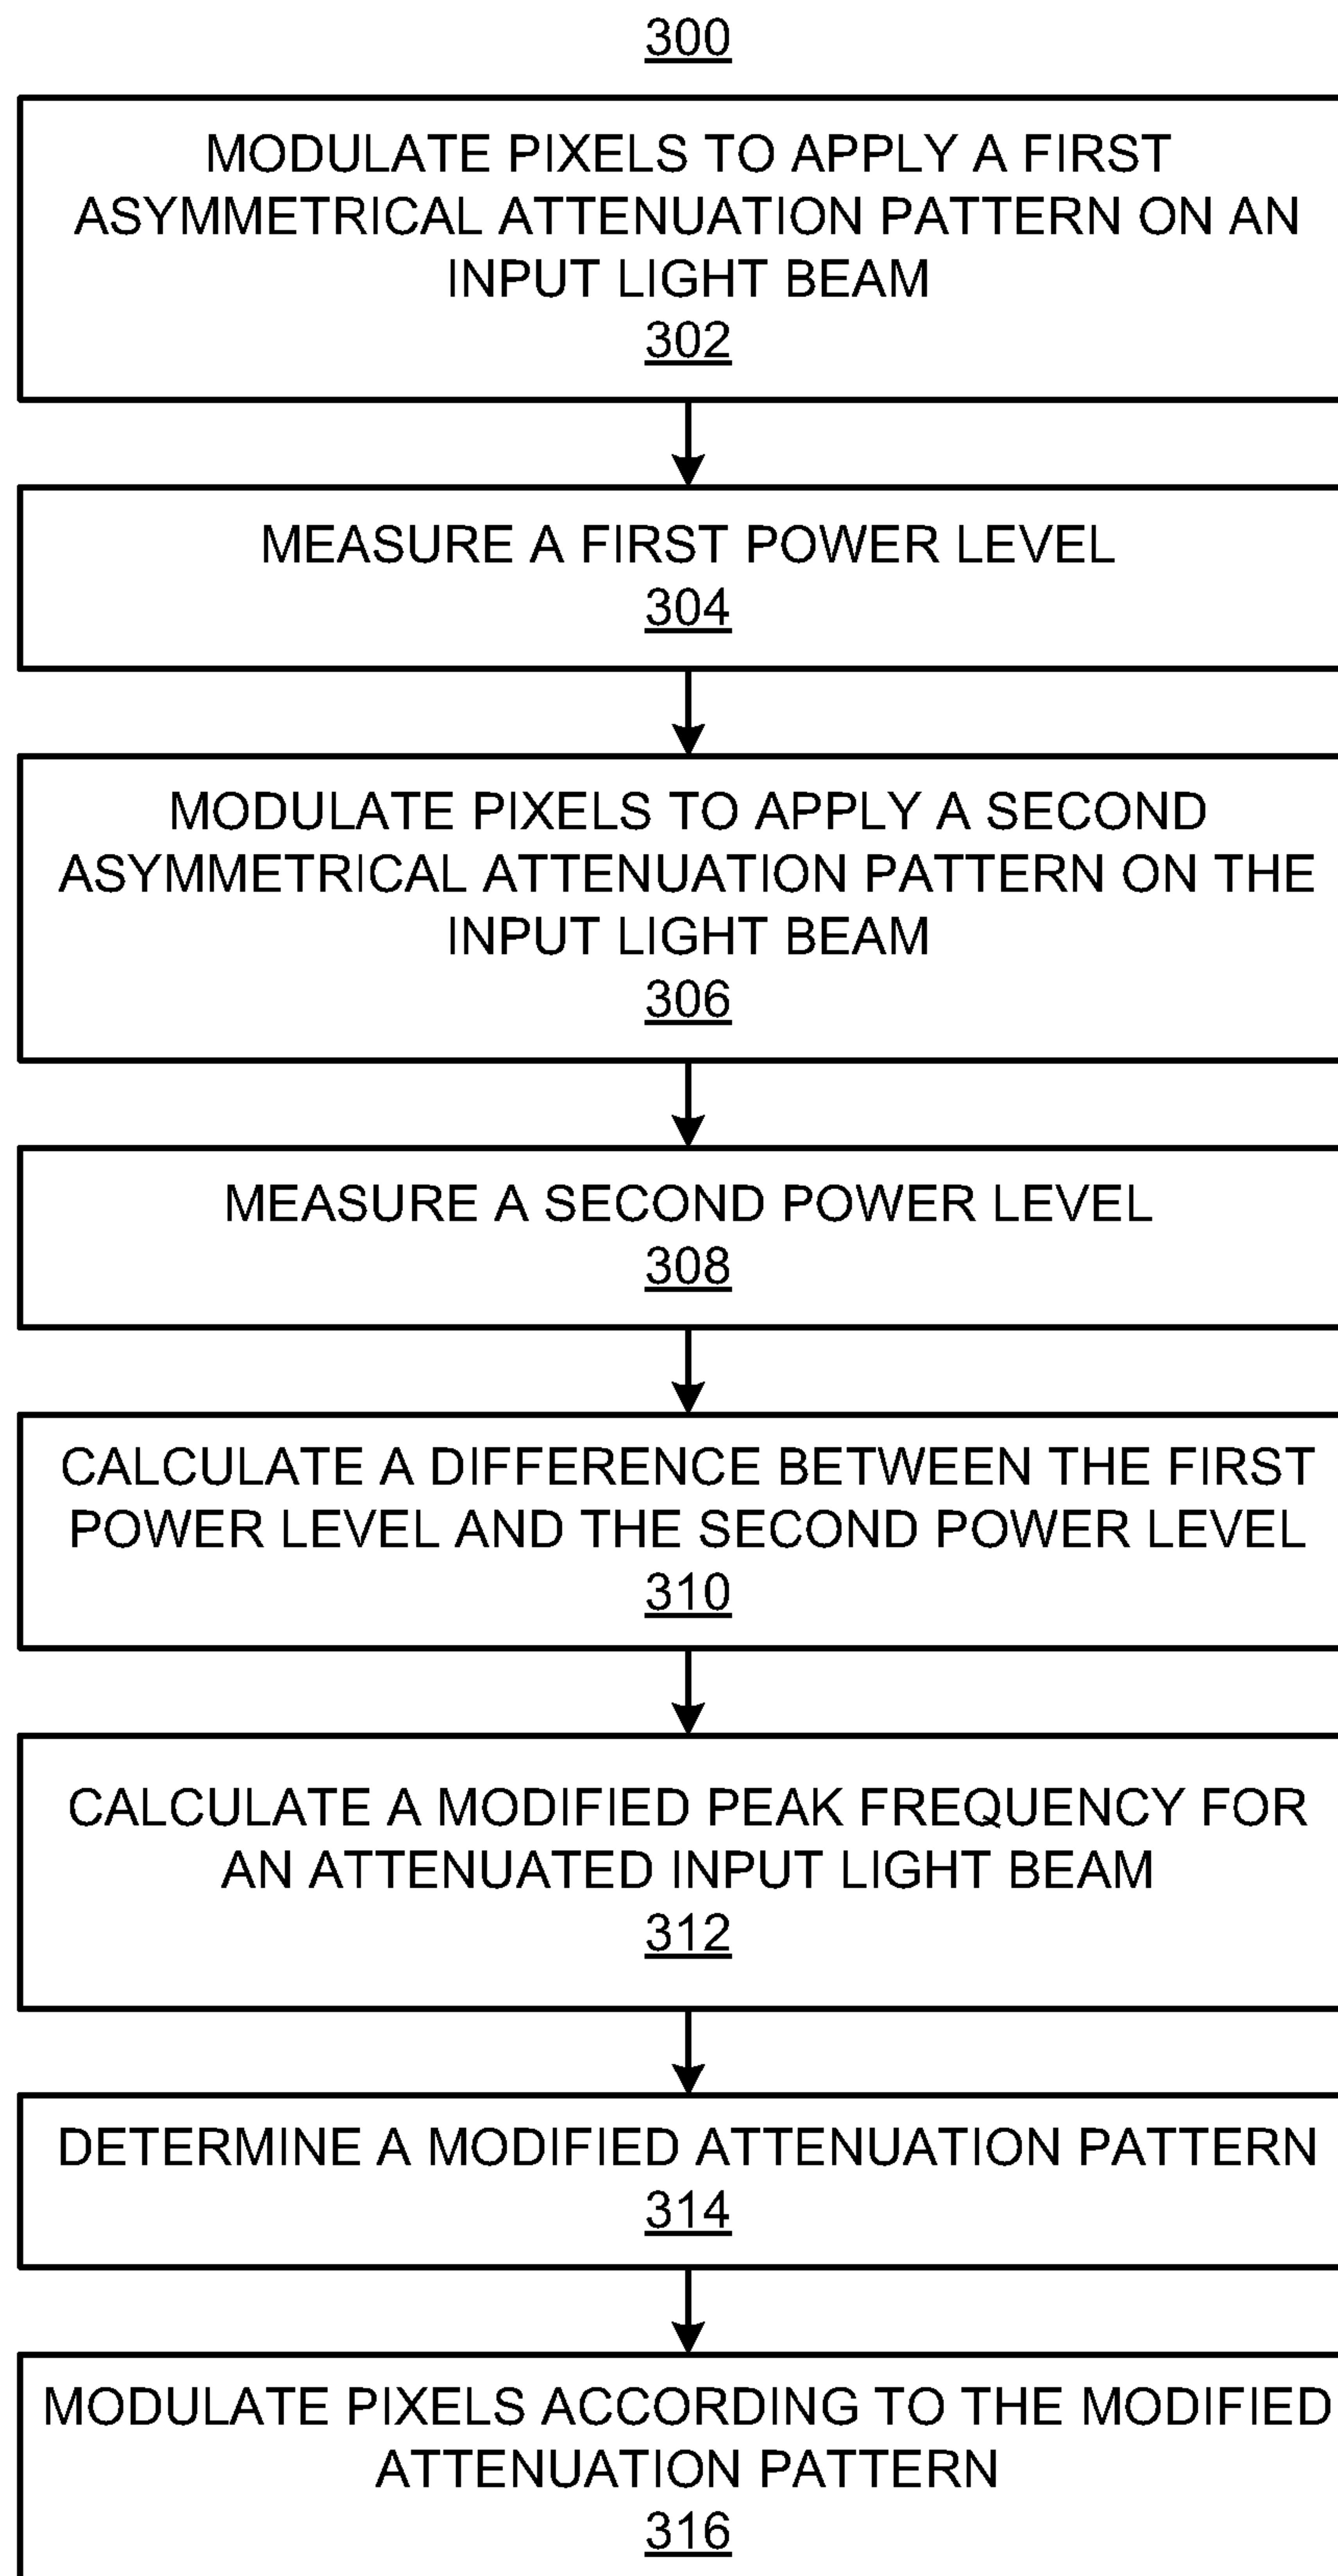 300
MODULATE PIXELS TO APPLY A FIRST
ASYMMETRICAL ATTENUATION PATTERN ON AN
INPUT LIGHT BEAM
302
MEASURE A FIRST POWER LEVEL
304
MODULATE PIXELS TO APPLY A SECOND
ASYMMETRICAL ATTENUATION PATTERN ON THE
INPUT LIGHT BEAM
306
MEASURE A SECOND POWER LEVEL
308
CALCULATE A DIFFERENCE BETWEEN THE FIRST
POWER LEVEL AND THE SECOND POWER LEVEL
310
CALCULATE A MODIFIED PEAK FREQUENCY FOR
AN ATTENUATED INPUT LIGHT BEAM
312
DETERMINE A MODIFIED ATTENUATION PATTERN
314
MODULATE PIXELS ACCORDING TO THE MODIFIED
ATTENUATION PATTERN
316